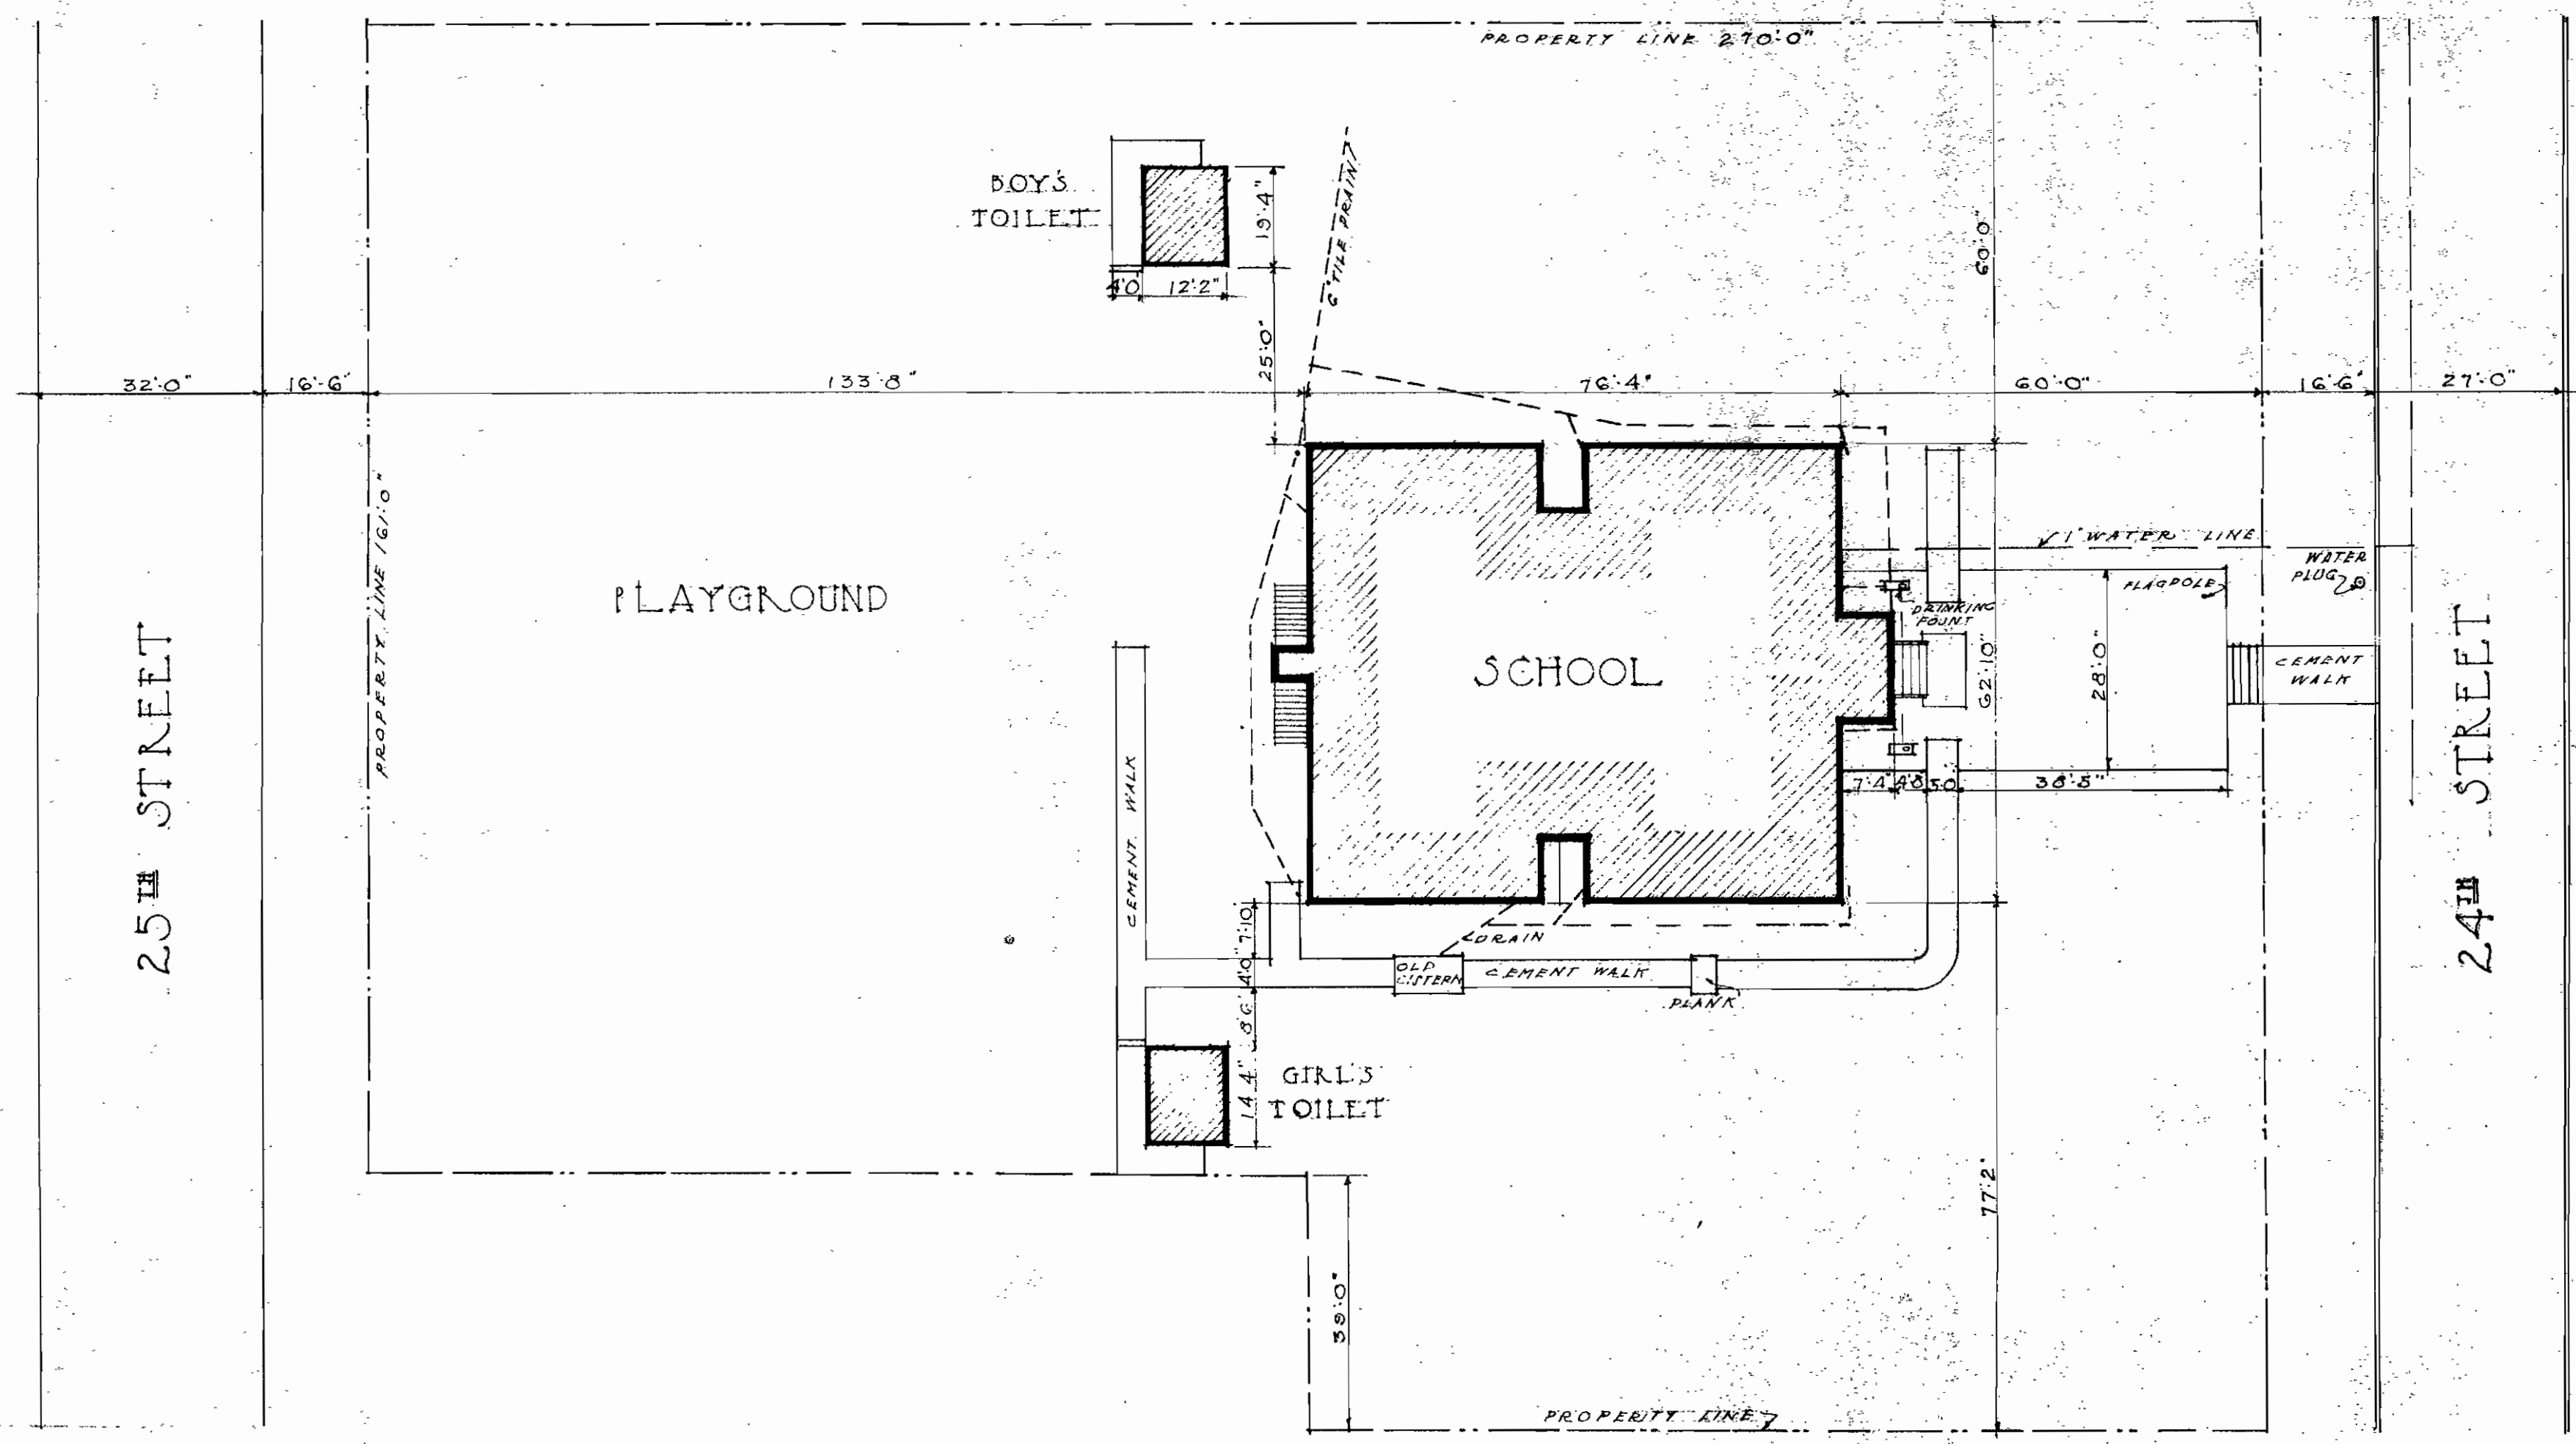 PROPERTY LINE 270'-0"
BOY'S
TOILET
19'-4"
4'0
12'2"
6" TILE DRAIN
25'-0"
60'-0"
32'-0"
16'-6"
133'-8"
76'-4"
60'-0"
16'6"
27'-0"
PROPERTY LINE 161'-0"
PLAYGROUND
SCHOOL
1" WATER LINE
WATER
PLUG
FLAGPOLE
DRINKING
FOUNT
62'-10"
28'-0"
CEMENT
WALK
25TH STREET
24TH STREET
7'-4"
4'8
5'0
38'-8"
CEMENT WALK
7'-10
4'0"
8'6"
14'4"
DRAIN
OLD
CISTERN
CEMENT WALK
PLANK
GIRL'S
TOILET
77'-2"
PROPERITY LINE